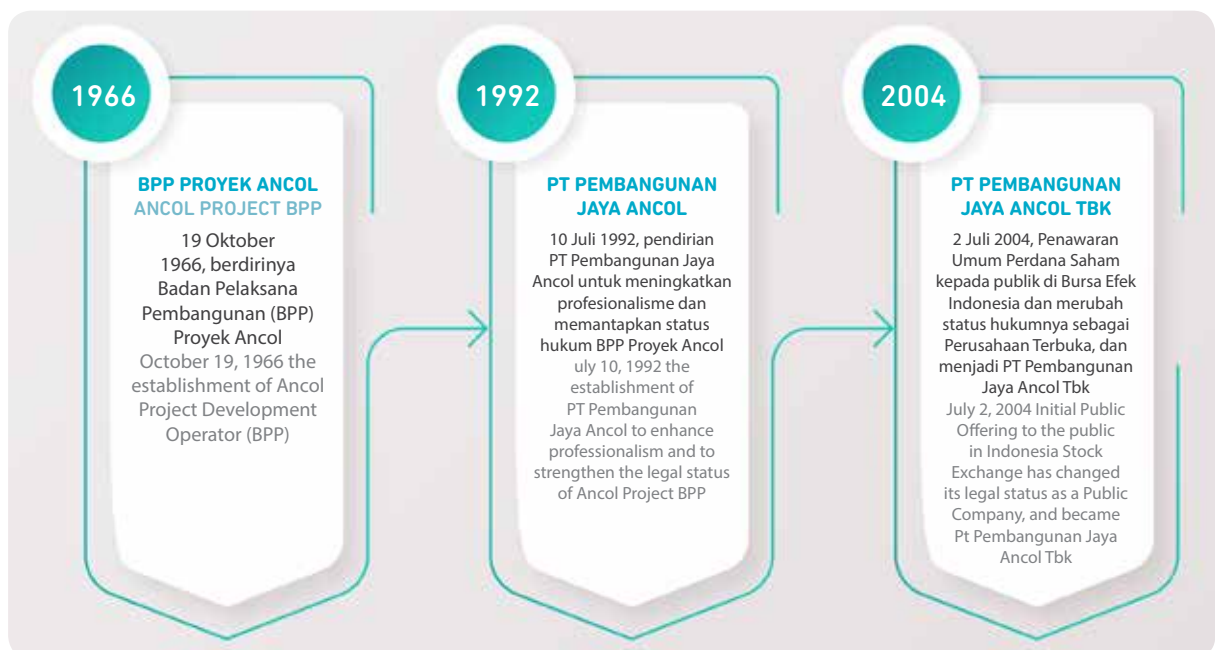 1966
BPP PROYEK ANCOL
ANCOL PROJECT BPP
19 Oktober
1966, berdirinya
Badan Pelaksana
Pembangunan (BPP)
Proyek Ancol
October 19, 1966 the
establishment of Ancol
Project Development
Operator (BPP)
1992
PT PEMBANGUNAN
JAYA ANCOL
10 Juli 1992, pendirian
PT Pembangunan Jaya
Ancol untuk meningkatkan
profesionalisme dan
memantapkan status
hukum BPP Proyek Ancol
uly 10, 1992 the
establishment of
PT Pembangunan
Jaya Ancol to enhance
professionalism and to
strengthen the legal status
of Ancol Project BPP
2004
PT PEMBANGUNAN
JAYA ANCOL TBK
2 Juli 2004, Penawaran
Umum Perdana Saham
kepada publik di Bursa Efek
Indonesia dan merubah
status hukumnya sebagai
Perusahaan Terbuka, dan
menjadi PT Pembangunan
Jaya Ancol Tbk
July 2, 2004 Initial Public
Offering to the public
in Indonesia Stock
Exchange has changed
its legal status as a Public
Company, and became
Pt Pembangunan Jaya
Ancol Tbk